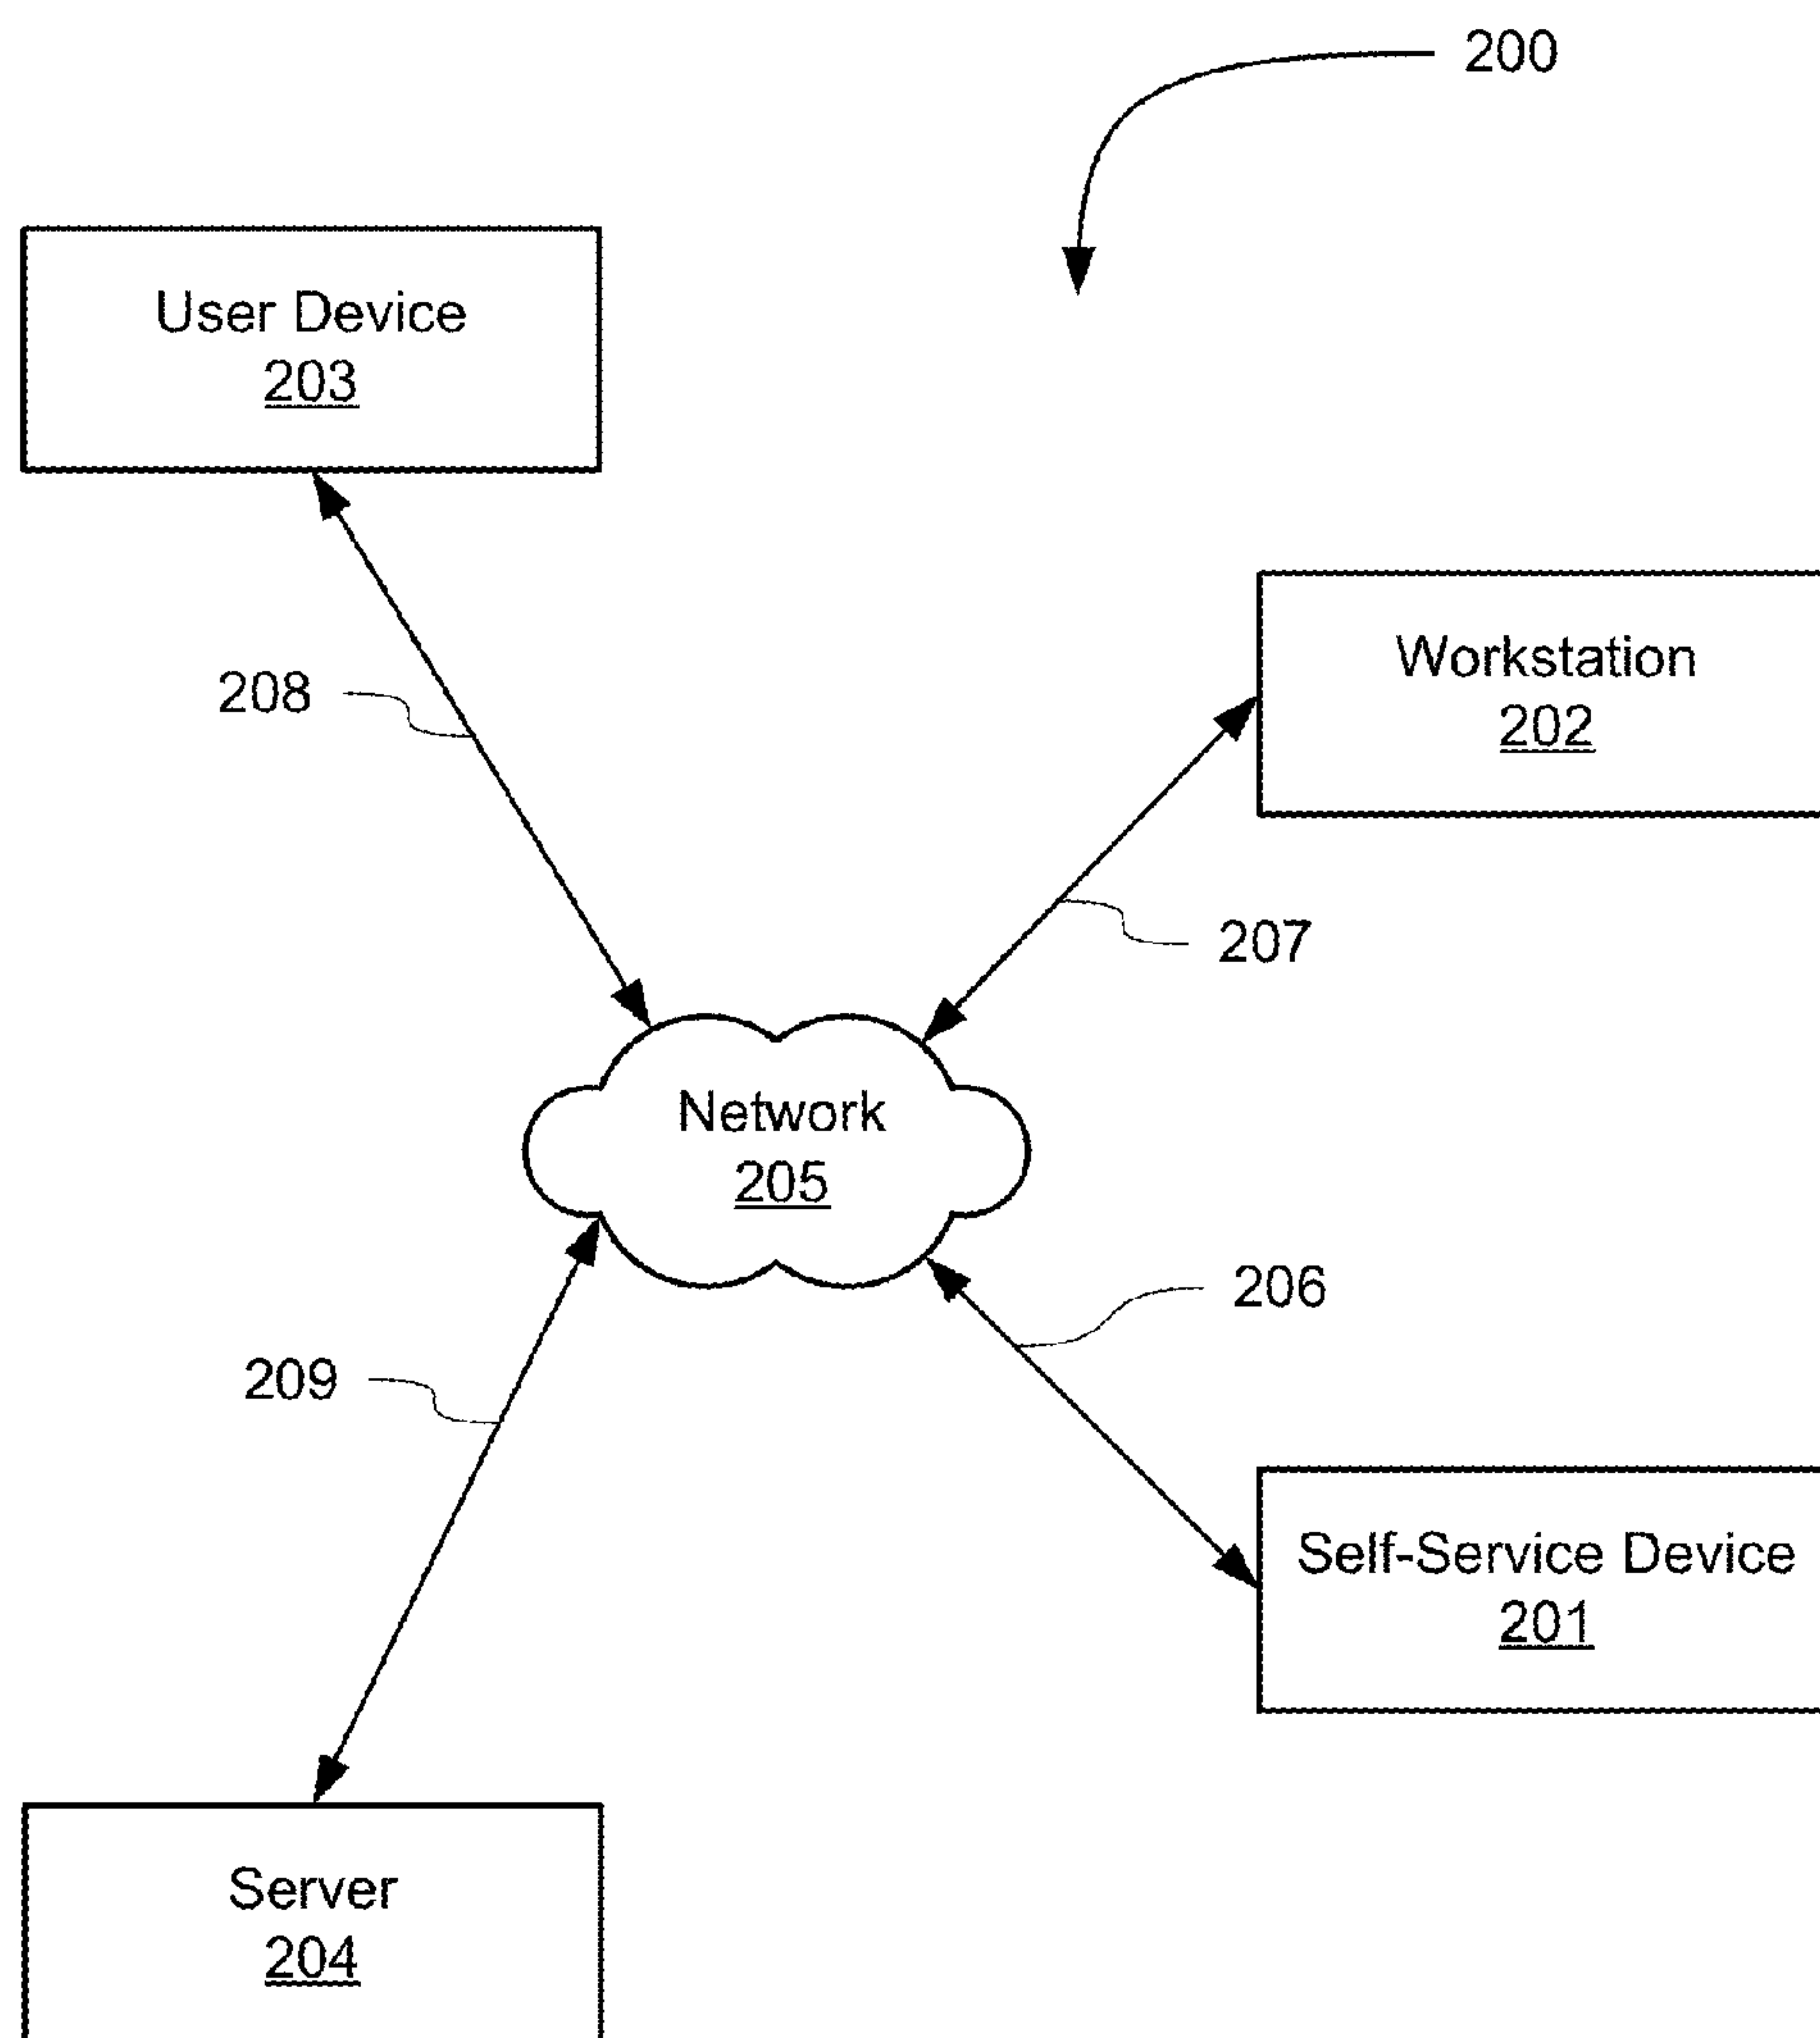 200
User Device
203
208
Workstation
202
207
Network
205
206
209
Self-Service Device
201
Server
204